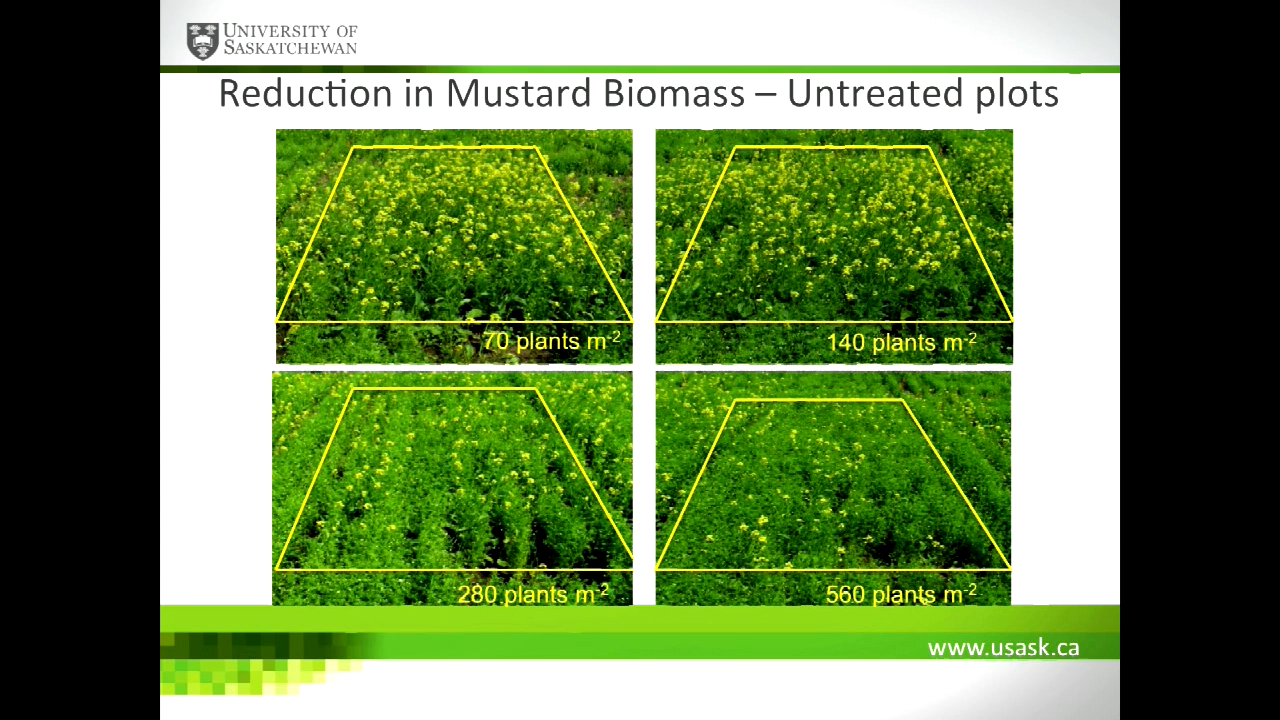 UNIVERSITY OF
SASKATCHEWAN
Reduction in Mustard Biomass – Untreated plots
70 plants m⁻²
140 plants m⁻²
280 plants m⁻²
560 plants m⁻²
www.usask.ca